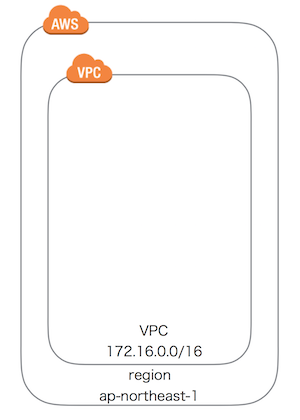 AWS
VPC
VPC
172.16.0.0/16
region
ap-northeast-1